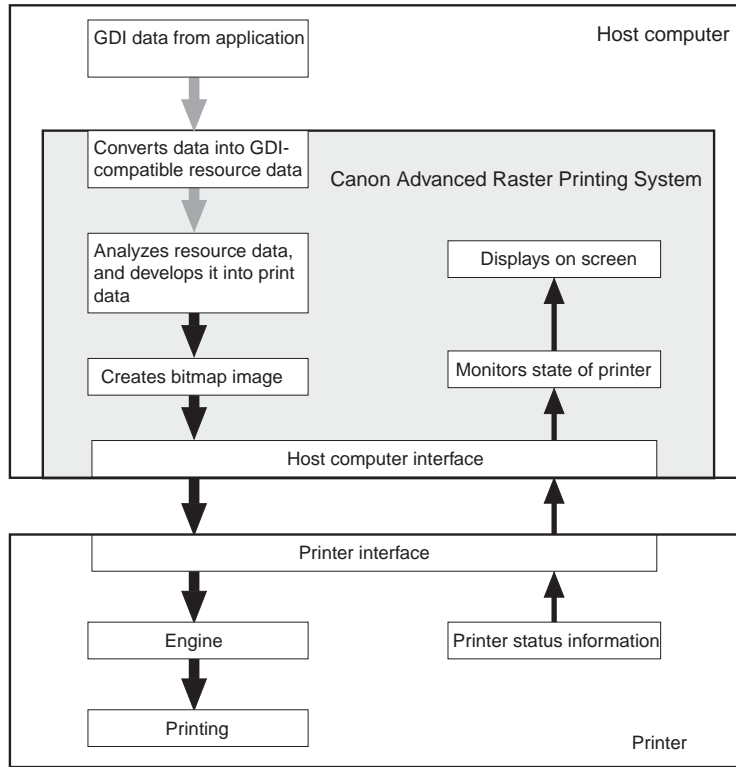 GDI data from application
Host computer
Converts data into GDI-
compatible resource data
Canon Advanced Raster Printing System
Analyzes resource data,
and develops it into print
data
Displays on screen
Creates bitmap image
Monitors state of printer
Host computer interface
Printer interface
Engine
Printer status information
Printing
Printer